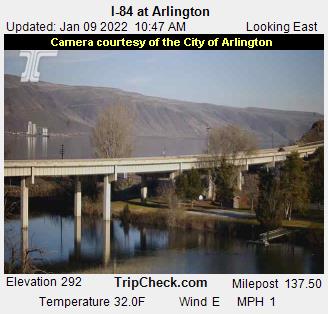 I-84 at Arlington
Updated: Jan 09 2022 10:47 AM Looking East
Camera courtesy of the City of Arlington
Elevation 292 TripCheck.com Milepost 137.50
Temperature 32.0F Wind E MPH 1